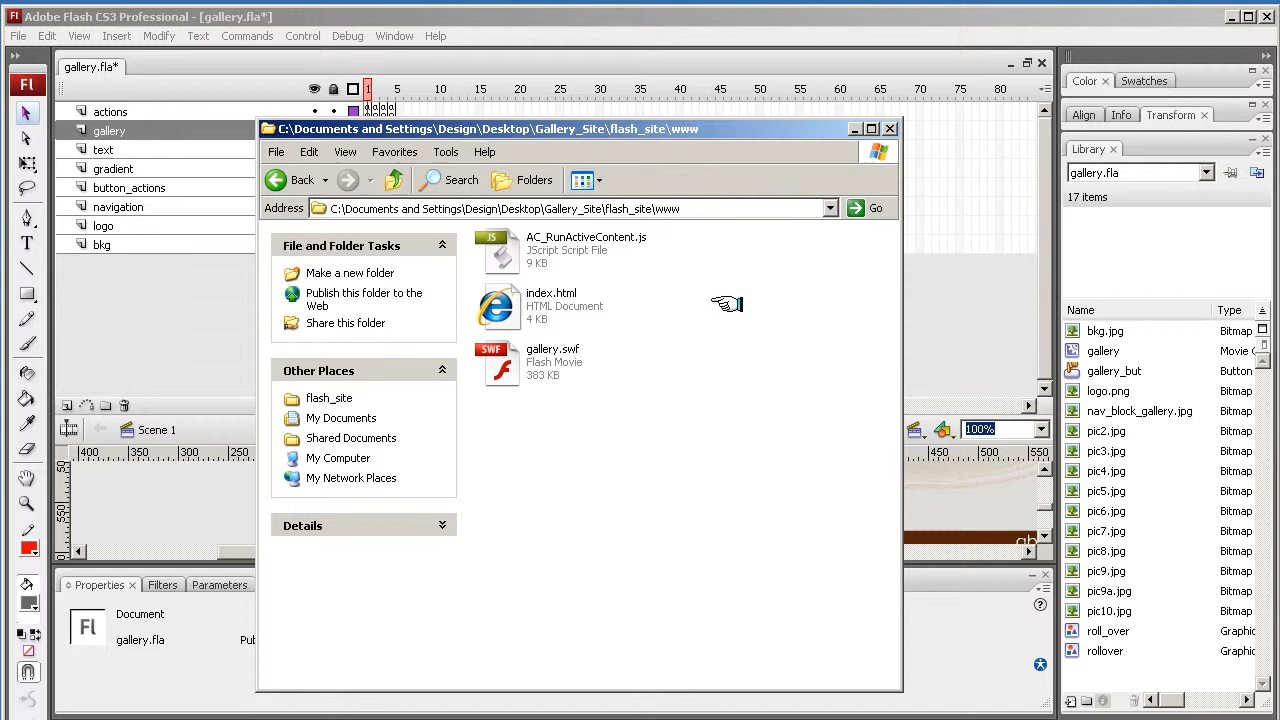 Adobe Flash CS3 Professional - [gallery.fla*]
File Edit View Insert Modify Text Commands Control Debug Window Help
gallery.fla*
1 5 10 15 20 25 30 35 40 45 50 55 60 65 70 75 80
actions
gallery
text
gradient
button_actions
navigation
logo
bkg
Scene 1
100%
400 350 300 250
450 500 550
ab
C:\Documents and Settings\Design\Desktop\Gallery_Site\flash_site\www
File Edit View Favorites Tools Help
Back Search Folders
Address C:\Documents and Settings\Design\Desktop\Gallery_Site\flash_site\www Go
File and Folder Tasks
Make a new folder
Publish this folder to the
Web
Share this folder
Other Places
flash_site
My Documents
Shared Documents
My Computer
My Network Places
Details
JS
AC_RunActiveContent.js
JScript Script File
9 KB
index.html
HTML Document
4 KB
SWF
gallery.swf
Flash Movie
383 KB
Properties Filters Parameters
Fl
Document
gallery.fla
Pu
Fl
T
Color Swatches
Align Info Transform
Library
gallery.fla
17 items
Name Type
bkg.jpg Bitmap
gallery Movie C
gallery_but Button
logo.png Bitmap
nav_block_gallery.jpg Bitmap
pic2.jpg Bitmap
pic3.jpg Bitmap
pic4.jpg Bitmap
pic5.jpg Bitmap
pic6.jpg Bitmap
pic7.jpg Bitmap
pic8.jpg Bitmap
pic9.jpg Bitmap
pic9a.jpg Bitmap
pic10.jpg Bitmap
roll_over Graphic
rollover Graphic